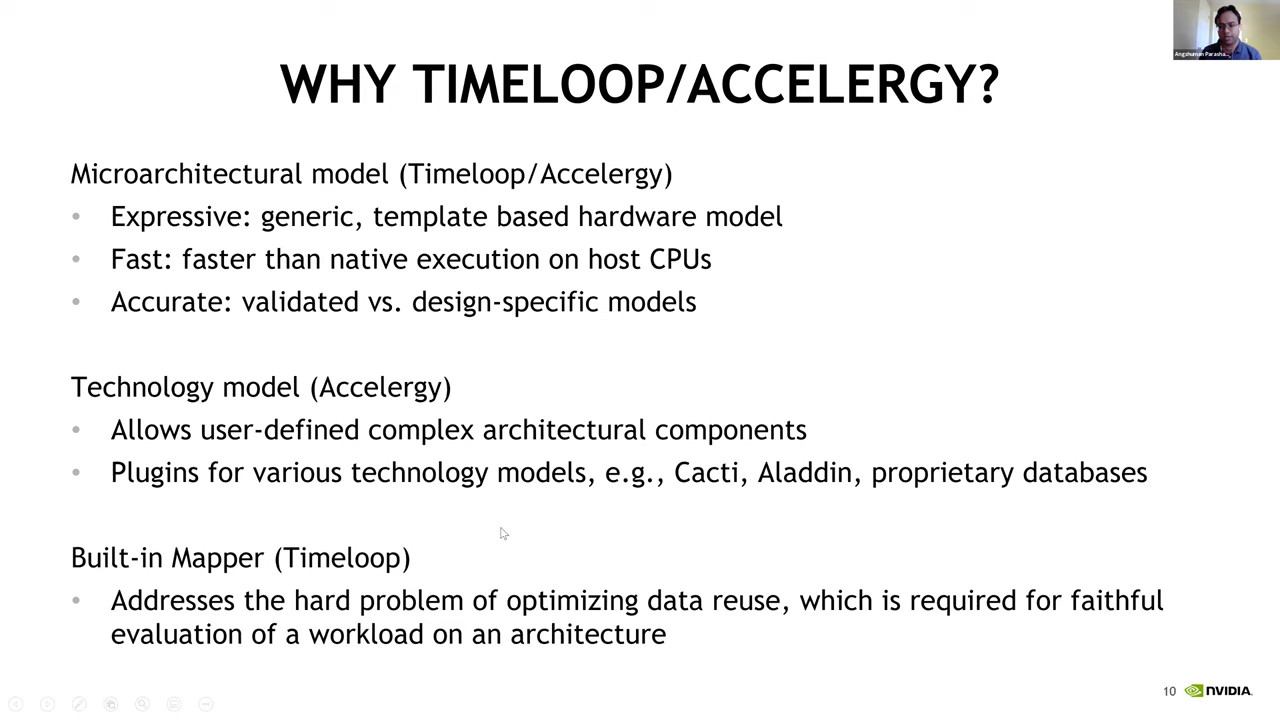 Angshuman Parasha...
WHY TIMELOOP/ACCELERGY?
Microarchitectural model (Timeloop/Accelergy)
• Expressive: generic, template based hardware model
• Fast: faster than native execution on host CPUs
• Accurate: validated vs. design-specific models
Technology model (Accelergy)
• Allows user-defined complex architectural components
• Plugins for various technology models, e.g., Cacti, Aladdin, proprietary databases
Built-in Mapper (Timeloop)
• Addresses the hard problem of optimizing data reuse, which is required for faithful
evaluation of a workload on an architecture
10 NVIDIA.